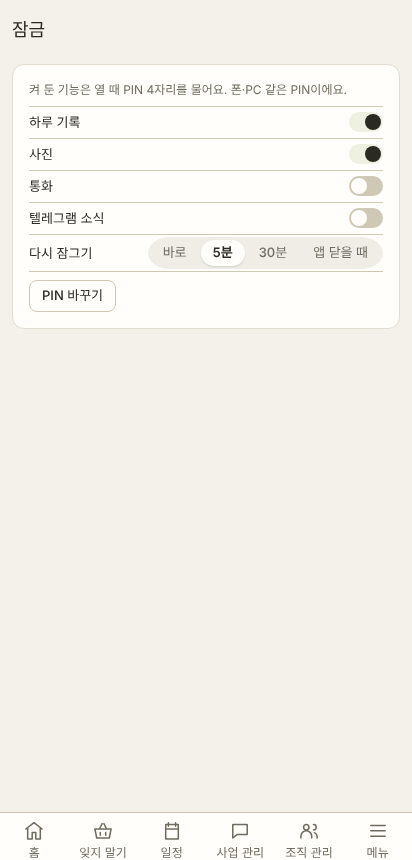 잠금
켜 둔 기능은 열 때 PIN 4자리를 물어요. 폰·PC 같은 PIN이에요.
하루 기록
사진
통화
텔레그램 소식
다시 잠그기 바로 5분 30분 앱 닫을 때
PIN 바꾸기
홈 잊지 말기 일정 사업 관리 조직 관리 메뉴